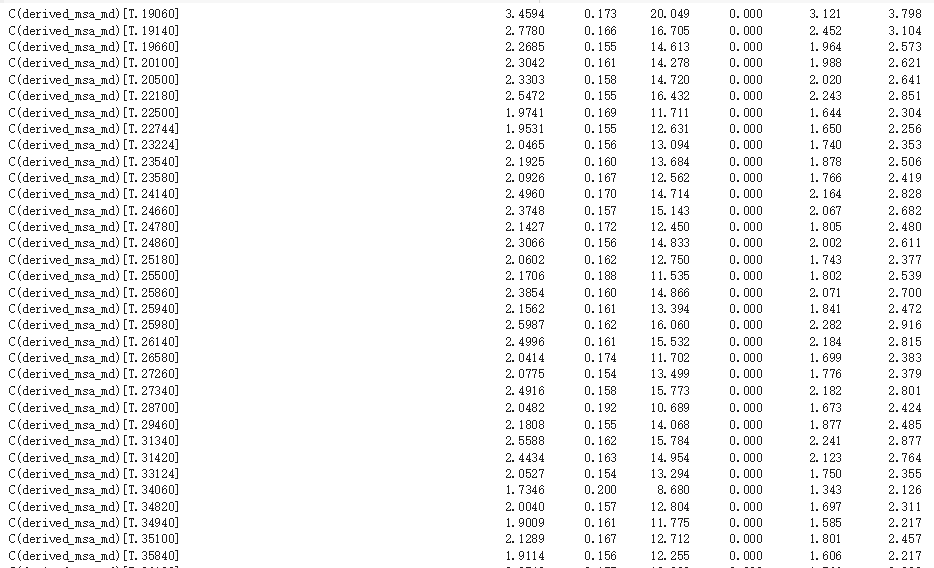 C(derived_msa_md)[T.19060] 3.4594 0.173 20.049 0.000 3.121 3.798
C(derived_msa_md)[T.19140] 2.7780 0.166 16.705 0.000 2.452 3.104
C(derived_msa_md)[T.19660] 2.2685 0.155 14.613 0.000 1.964 2.573
C(derived_msa_md)[T.20100] 2.3042 0.161 14.278 0.000 1.988 2.621
C(derived_msa_md)[T.20500] 2.3303 0.158 14.720 0.000 2.020 2.641
C(derived_msa_md)[T.22180] 2.5472 0.155 16.432 0.000 2.243 2.851
C(derived_msa_md)[T.22500] 1.9741 0.169 11.711 0.000 1.644 2.304
C(derived_msa_md)[T.22744] 1.9531 0.155 12.631 0.000 1.650 2.256
C(derived_msa_md)[T.23224] 2.0465 0.156 13.094 0.000 1.740 2.353
C(derived_msa_md)[T.23540] 2.1925 0.160 13.684 0.000 1.878 2.506
C(derived_msa_md)[T.23580] 2.0926 0.167 12.562 0.000 1.766 2.419
C(derived_msa_md)[T.24140] 2.4960 0.170 14.714 0.000 2.164 2.828
C(derived_msa_md)[T.24660] 2.3748 0.157 15.143 0.000 2.067 2.682
C(derived_msa_md)[T.24780] 2.1427 0.172 12.450 0.000 1.805 2.480
C(derived_msa_md)[T.24860] 2.3066 0.156 14.833 0.000 2.002 2.611
C(derived_msa_md)[T.25180] 2.0602 0.162 12.750 0.000 1.743 2.377
C(derived_msa_md)[T.25500] 2.1706 0.188 11.535 0.000 1.802 2.539
C(derived_msa_md)[T.25860] 2.3854 0.160 14.866 0.000 2.071 2.700
C(derived_msa_md)[T.25940] 2.1562 0.161 13.394 0.000 1.841 2.472
C(derived_msa_md)[T.25980] 2.5987 0.162 16.060 0.000 2.282 2.916
C(derived_msa_md)[T.26140] 2.4996 0.161 15.532 0.000 2.184 2.815
C(derived_msa_md)[T.26580] 2.0414 0.174 11.702 0.000 1.699 2.383
C(derived_msa_md)[T.27260] 2.0775 0.154 13.499 0.000 1.776 2.379
C(derived_msa_md)[T.27340] 2.4916 0.158 15.773 0.000 2.182 2.801
C(derived_msa_md)[T.28700] 2.0482 0.192 10.689 0.000 1.673 2.424
C(derived_msa_md)[T.29460] 2.1808 0.155 14.068 0.000 1.877 2.485
C(derived_msa_md)[T.31340] 2.5588 0.162 15.784 0.000 2.241 2.877
C(derived_msa_md)[T.31420] 2.4434 0.163 14.954 0.000 2.123 2.764
C(derived_msa_md)[T.33124] 2.0527 0.154 13.294 0.000 1.750 2.355
C(derived_msa_md)[T.34060] 1.7346 0.200 8.680 0.000 1.343 2.126
C(derived_msa_md)[T.34820] 2.0040 0.157 12.804 0.000 1.697 2.311
C(derived_msa_md)[T.34940] 1.9009 0.161 11.775 0.000 1.585 2.217
C(derived_msa_md)[T.35100] 2.1289 0.167 12.712 0.000 1.801 2.457
C(derived_msa_md)[T.35840] 1.9114 0.156 12.255 0.000 1.606 2.217